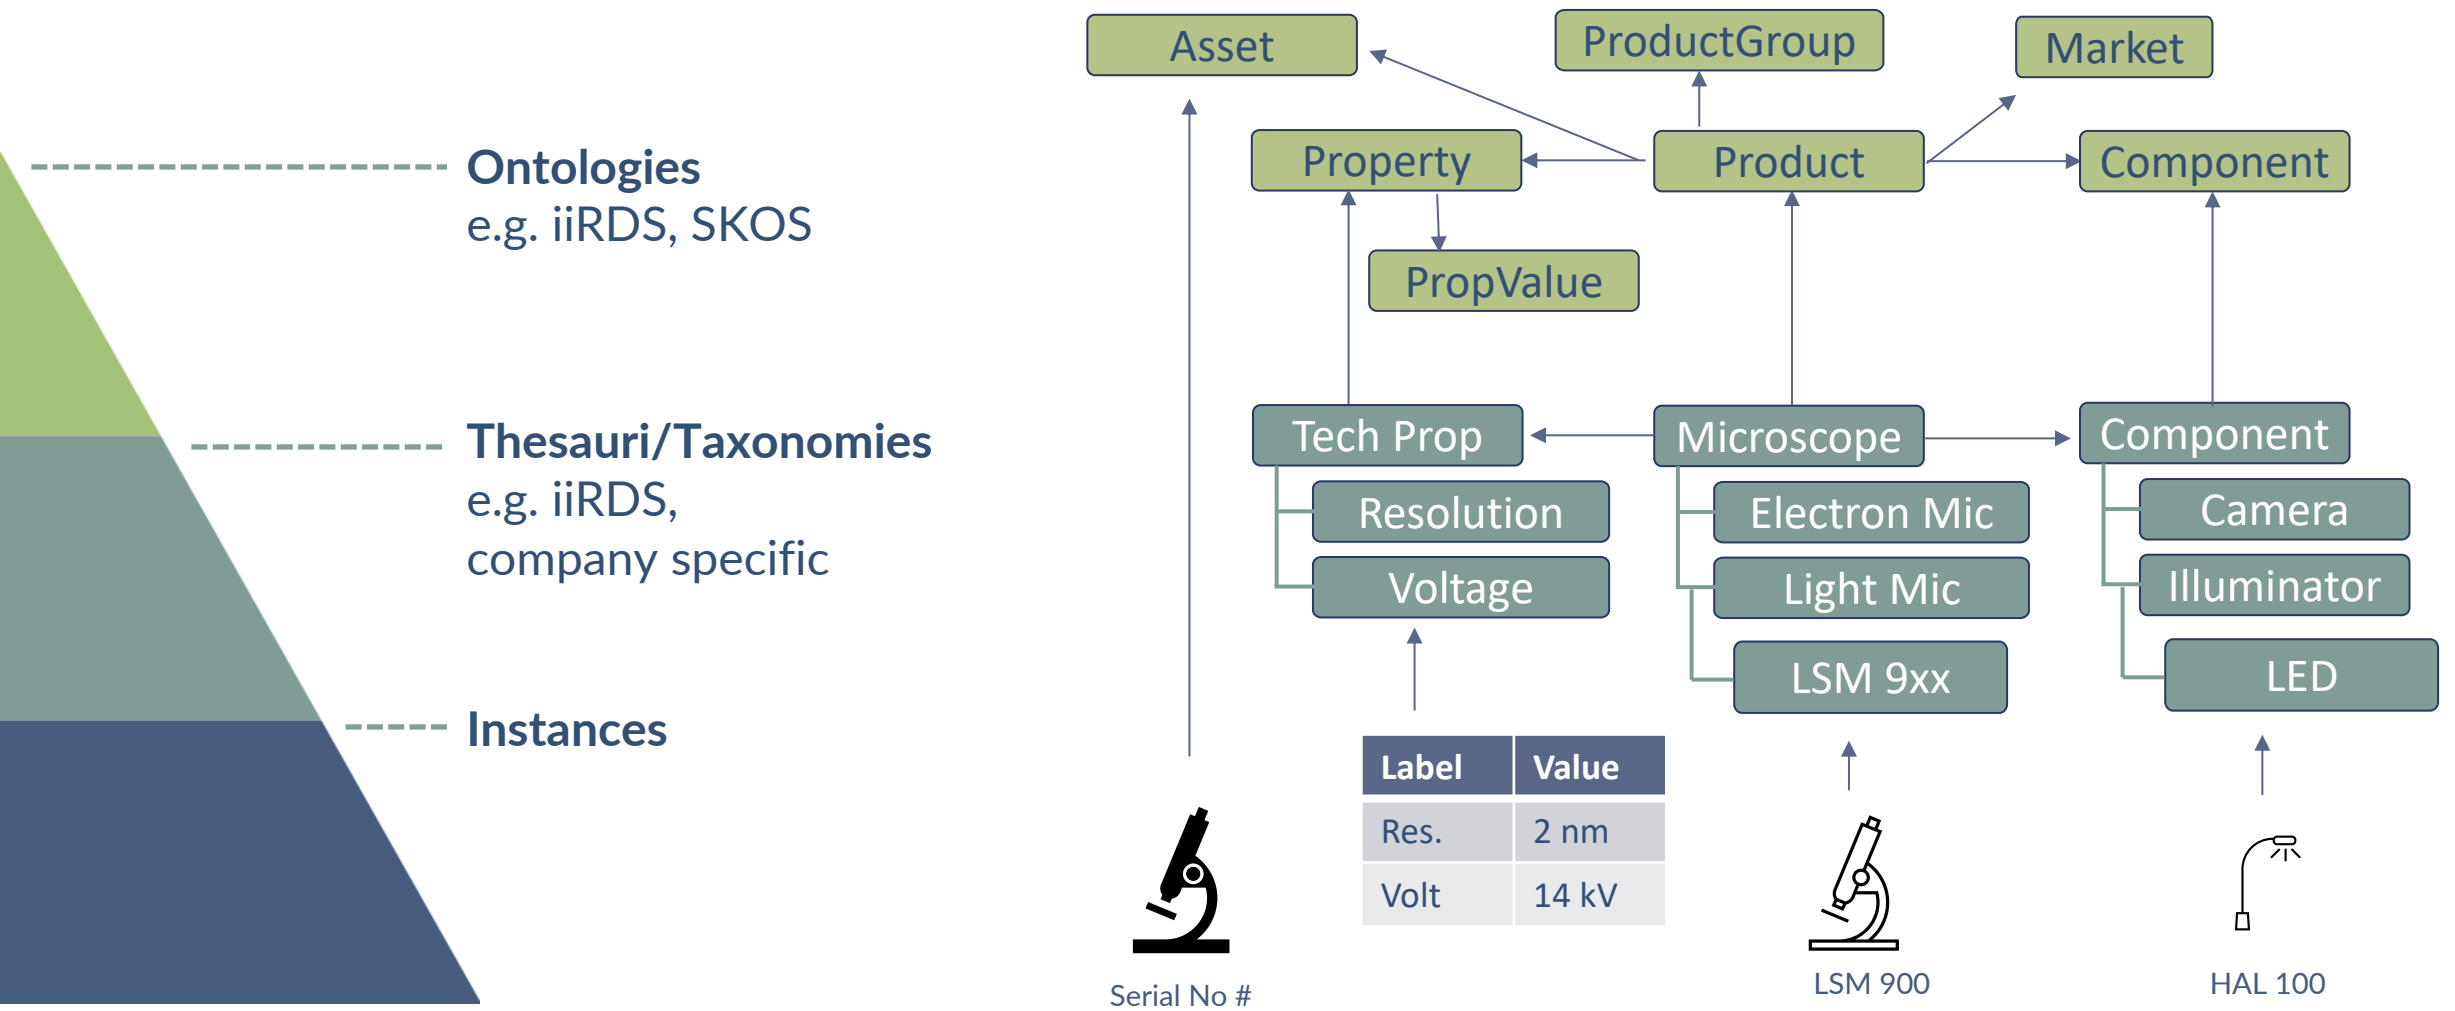 Ontologies
e.g. iiRDS, SKOS
Thesauri/Taxonomies
e.g. iiRDS,
company specific
Instances
Asset
ProductGroup
Market
Property
Product
Component
PropValue
Tech Prop
Microscope
Component
Resolution
Electron Mic
Camera
Voltage
Light Mic
Illuminator
LSM 9xx
LED
Label Value
Res. 2 nm
Volt 14 kV
Serial No #
LSM 900
HAL 100